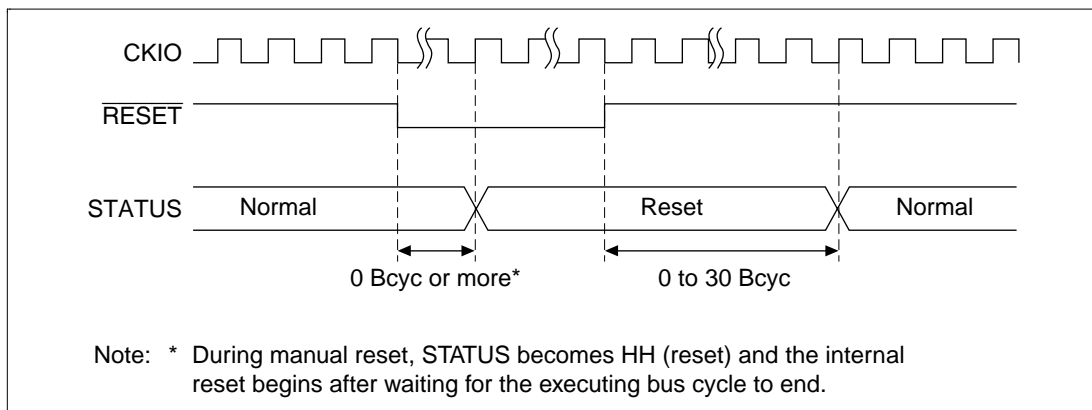 CKIO
RESET
STATUS Normal Reset Normal
0 Bcyc or more* 0 to 30 Bcyc
Note: * During manual reset, STATUS becomes HH (reset) and the internal
reset begins after waiting for the executing bus cycle to end.